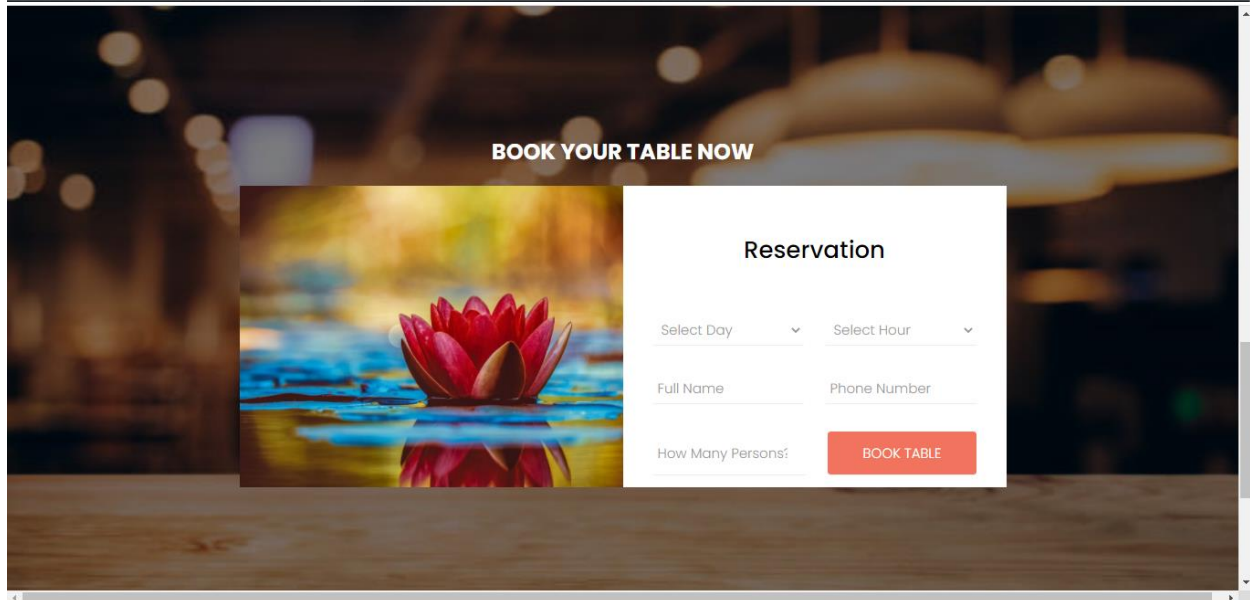 BOOK YOUR TABLE NOW
Reservation
Select Day Select Hour
Full Name Phone Number
How Many Persons? BOOK TABLE